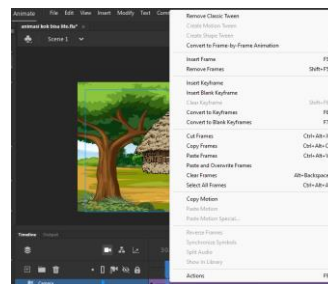 Animate File Edit View Insert Modify Text Com
Scene 1
Timeline Output
Remove Classic Tween
Create Motion Tween
Create Shape Tween
Convert to Frame-by-Frame Animation
Insert Frame
Remove Frames
Insert Keyframe
Insert Blank Keyframe
Clear Keyframe
Convert to Keyframes
Convert to Blank Keyframes
Cut Frames
Copy Frames
Paste Frames
Paste and Overwrite Frames
Clear Frames Alt+Backspace
Select All Frames
Copy Motion
Paste Motion
Paste Motion Special...
Reverse Frames
Synchronize Symbols
Split Audio
Show in Library
Actions